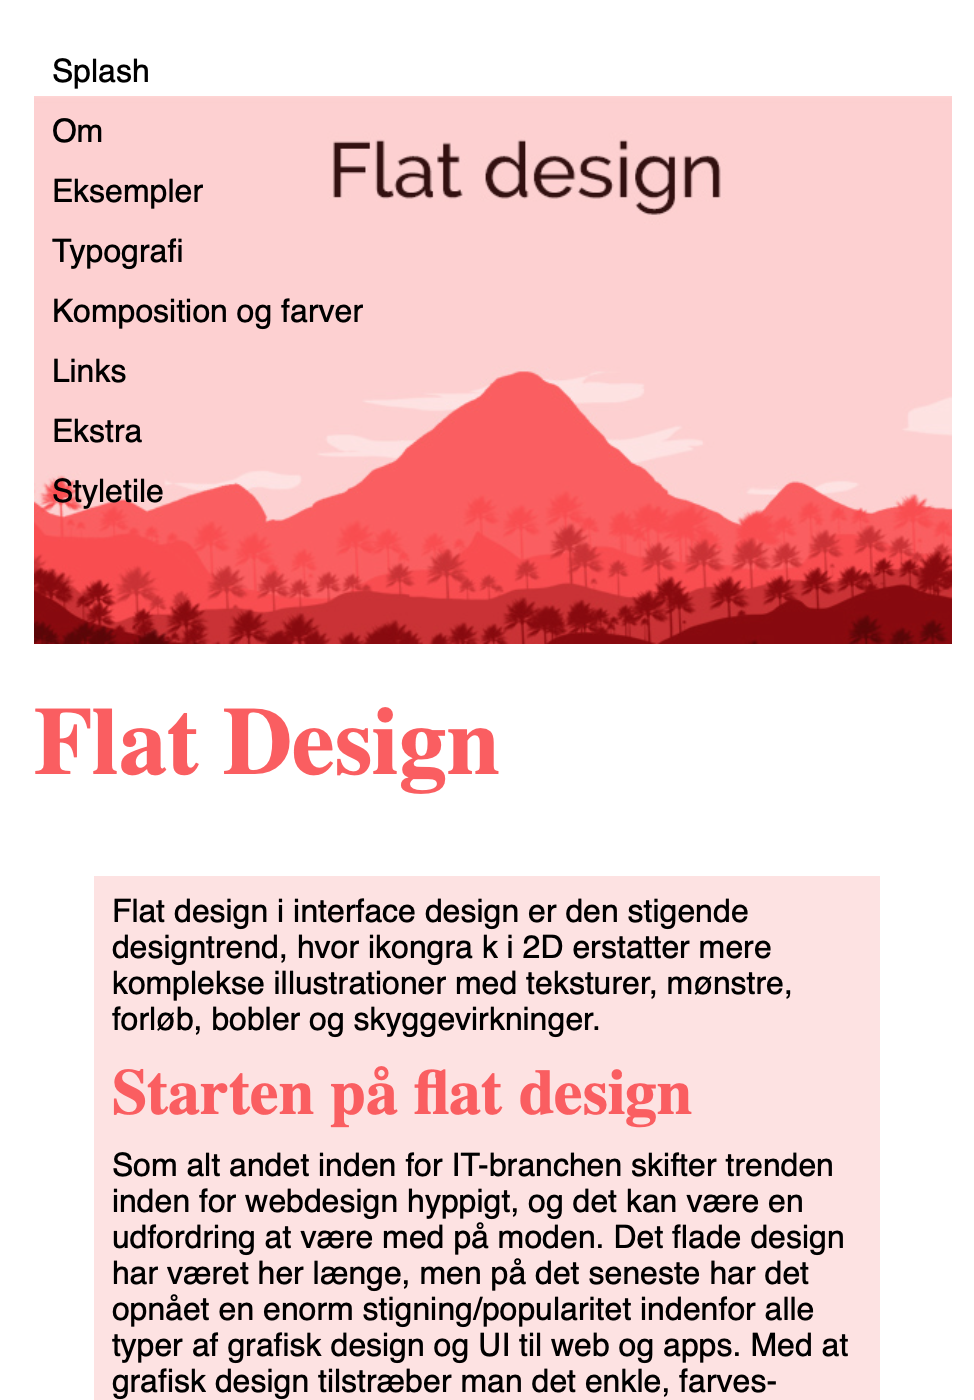 Splash
Om
Eksempler
Typografi
Komposition og farver
Links
Ekstra
Styletile
Flat design
Flat Design
Flat design i interface design er den stigende
designtrend, hvor ikongra k i 2D erstatter mere
komplekse illustrationer med teksturer, mønstre,
forløb, bobler og skyggevirkninger.
Starten på flat design
Som alt andet inden for IT-branchen skifter trenden
inden for webdesign hyppigt, og det kan være en
udfordring at være med på moden. Det flade design
har været her længe, men på det seneste har det
opnået en enorm stigning/popularitet indenfor alle
typer af grafisk design og UI til web og apps. Med at
grafisk design tilstræber man det enkle, farves-